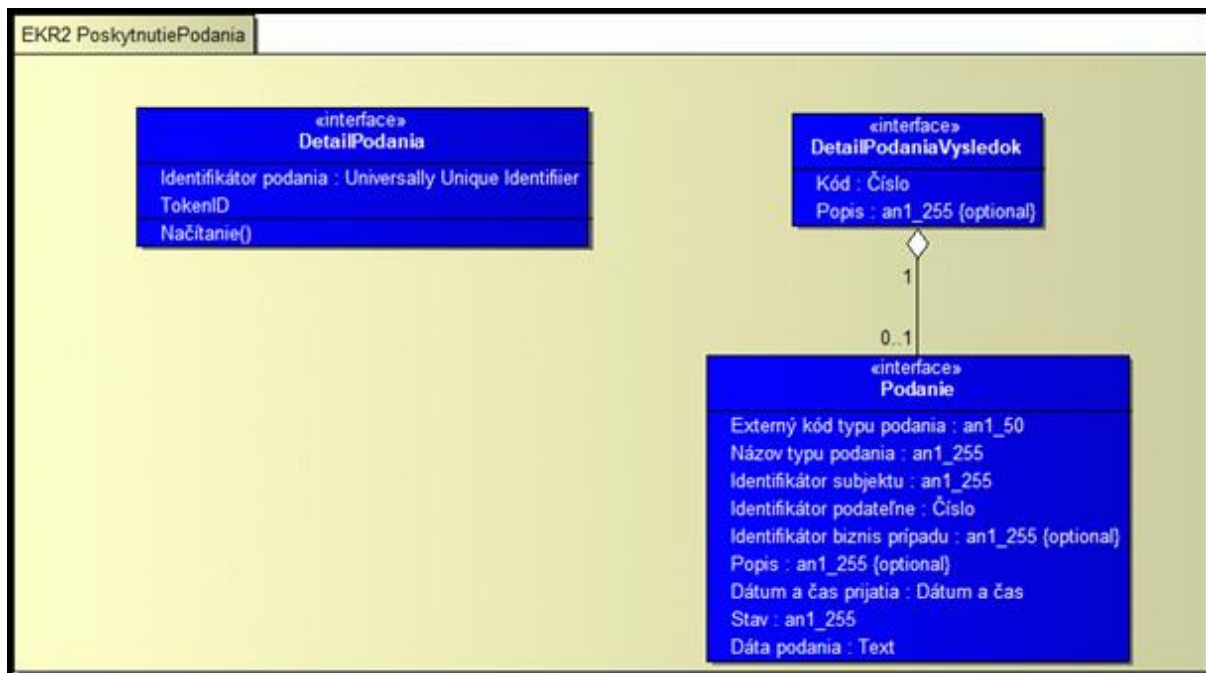 EKR2 PoskytnutiePodania
«interface»
DetailPodania
Identifikátor podania : Universally Unique Identifiier
TokenID
Načítanie()
«interface»
DetailPodaniaVysledok
Kód : Číslo
Popis : an1_255 {optional}
1
0..1
«interface»
Podanie
Externý kód typu podania : an1_50
Názov typu podania : an1_255
Identifikátor subjektu : an1_255
Identifikátor podateľne : Číslo
Identifikátor biznis prípadu : an1_255 {optional}
Popis : an1_255 {optional}
Dátum a čas prijatia : Dátum a čas
Stav : an1_255
Dáta podania : Text